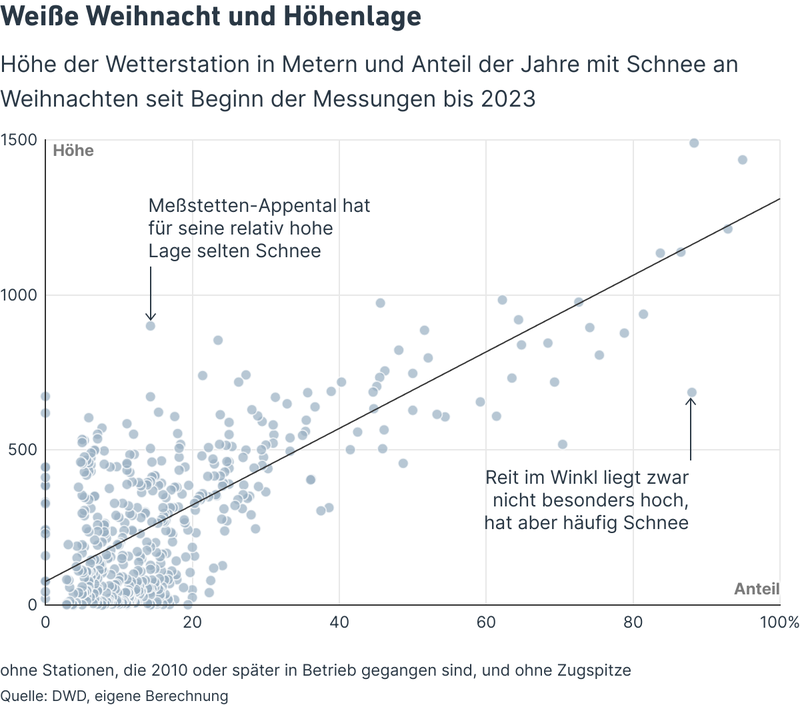 Weiße Weihnacht und Höhenlage
Höhe der Wetterstation in Metern und Anteil der Jahre mit Schnee an
Weihnachten seit Beginn der Messungen bis 2023
1500
Höhe
Meßstetten-Appental hat
für seine relativ hohe
Lage selten Schnee
1000
500
Reit im Winkl liegt zwar
nicht besonders hoch,
hat aber häufig Schnee
Anteil
0
0 20 40 60 80 100%
ohne Stationen, die 2010 oder später in Betrieb gegangen sind, und ohne Zugspitze
Quelle: DWD, eigene Berechnung